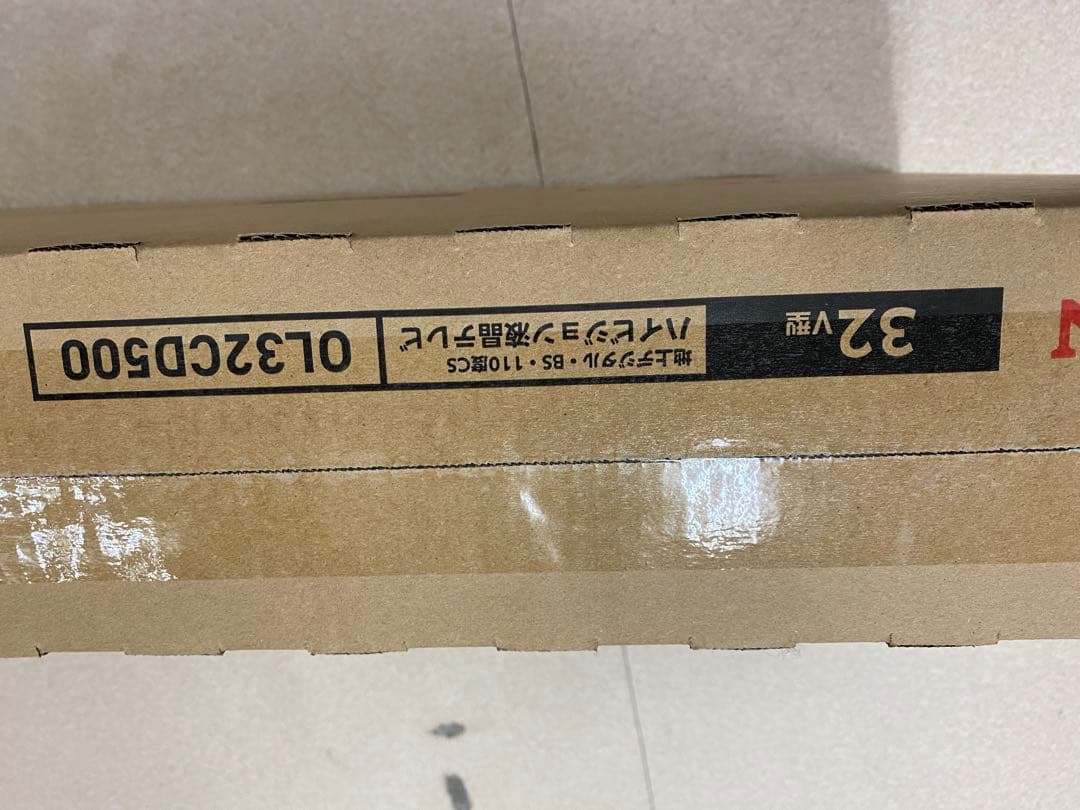 32V型
地上デジタル・BS・110度CS
ハイビジョン液晶テレビ
OL32CD500
N